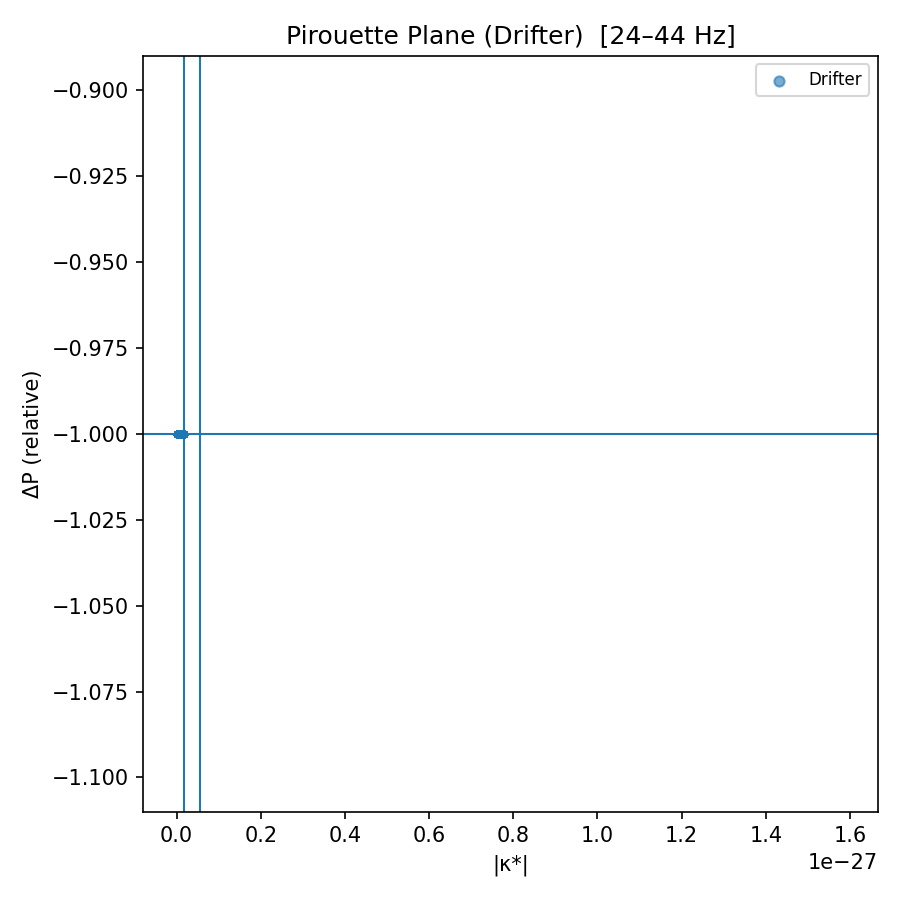 Pirouette Plane (Drifter)  [24–44 Hz]
Drifter
−0.900
−0.925
−0.950
−0.975
−1.000
−1.025
−1.050
−1.075
−1.100
ΔP (relative)
0.0 0.2 0.4 0.6 0.8 1.0 1.2 1.4 1.6
1e−27
|κ*|